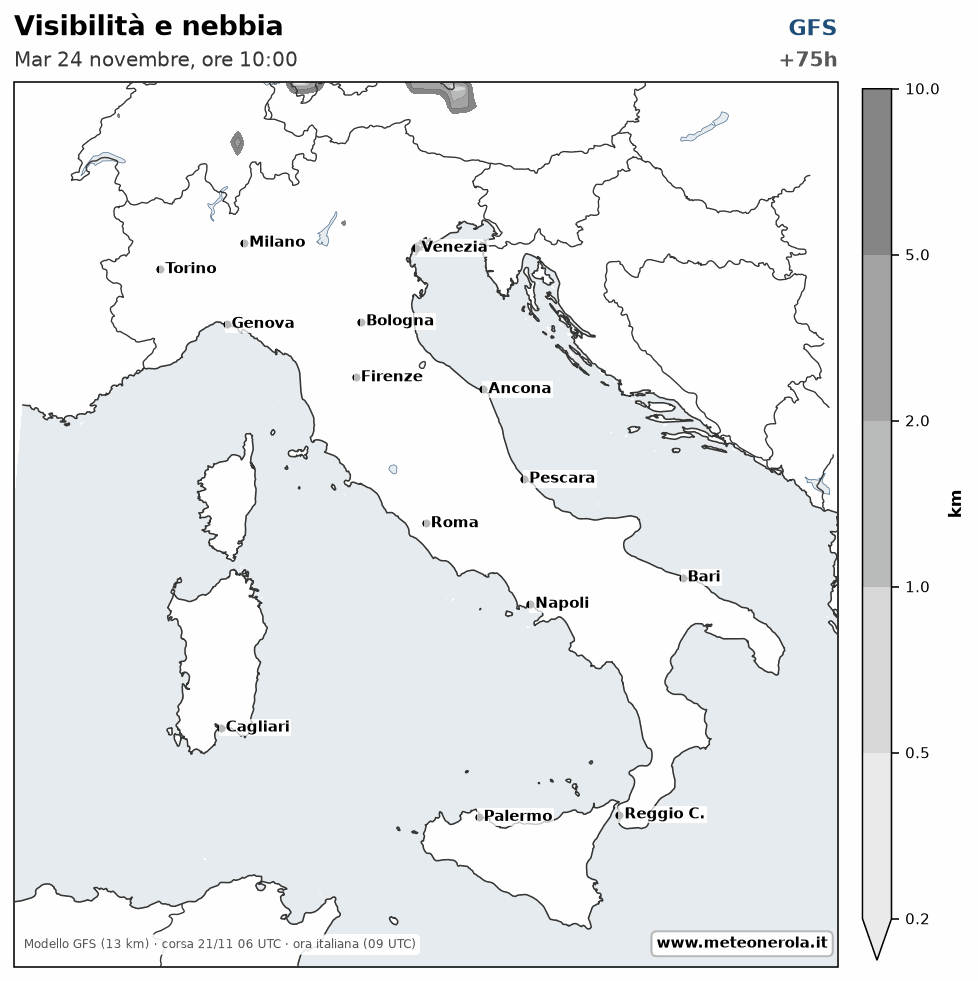 Visibilità e nebbia
GFS
Mar 24 novembre, ore 10:00
+75h
10.0
5.0
2.0
1.0
0.5
0.2
km
Milano
Venezia
Torino
Genova
Bologna
Firenze
Ancona
Pescara
Roma
Bari
Napoli
Cagliari
Palermo
Reggio C.
Modello GFS (13 km) · corsa 21/11 06 UTC · ora italiana (09 UTC)
www.meteonerola.it